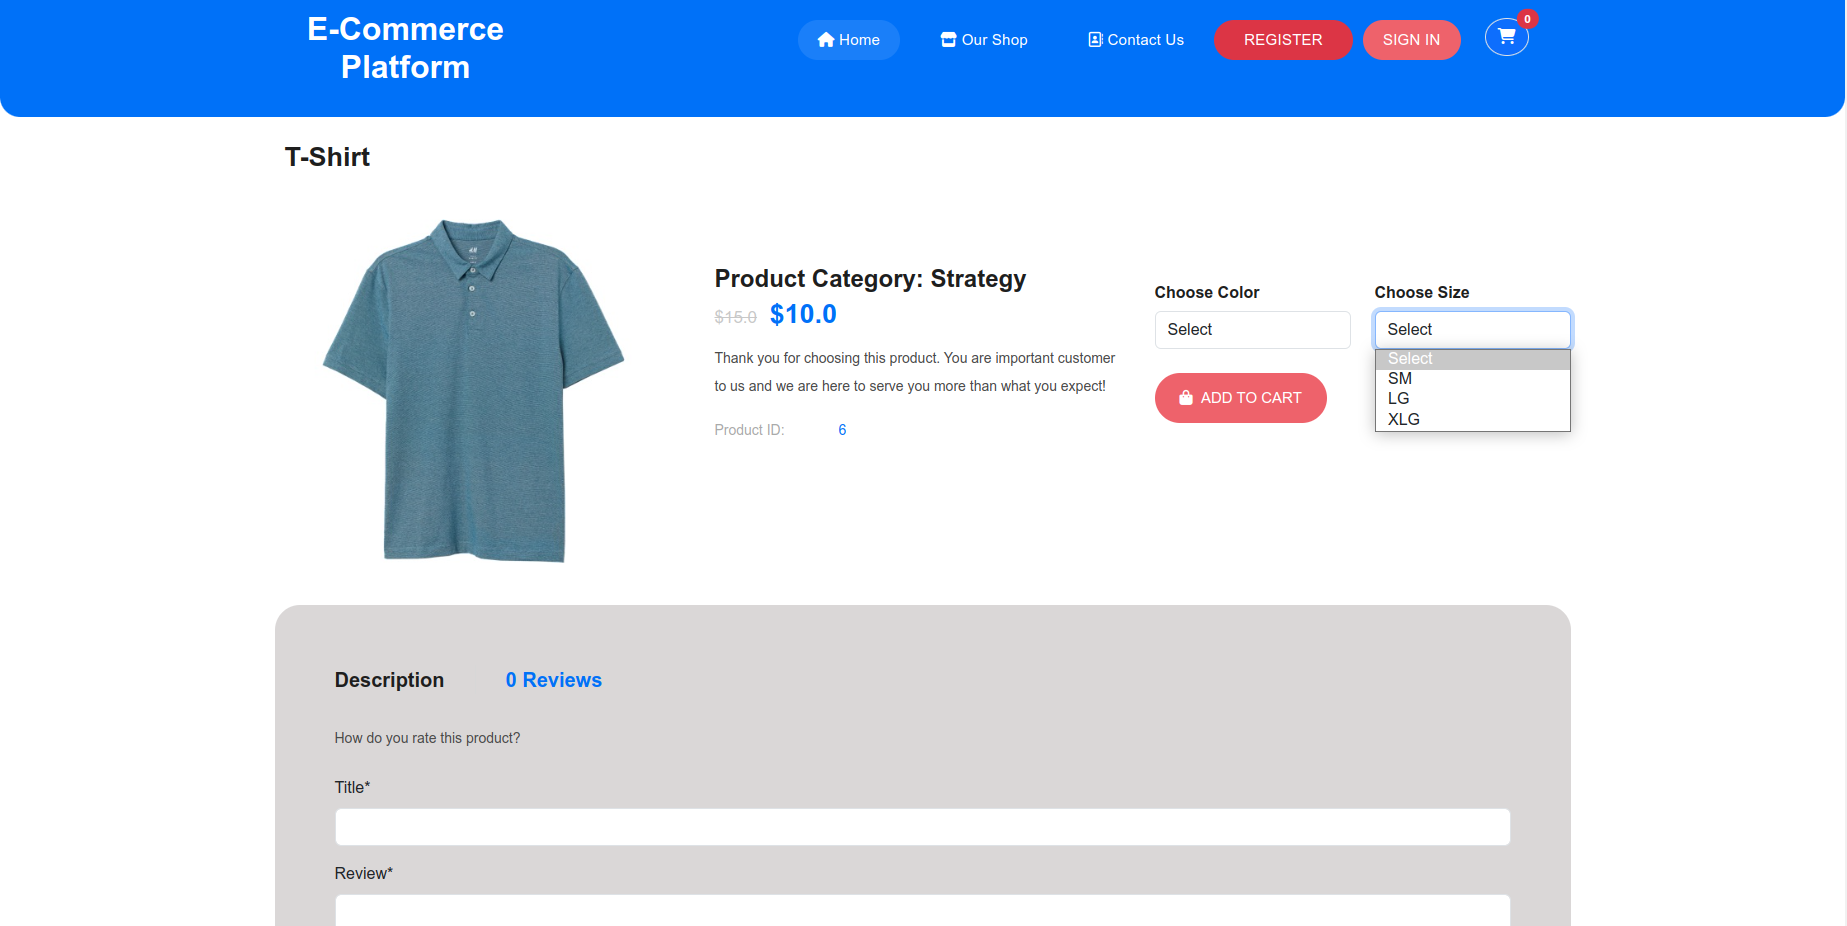 E-Commerce
Platform
Home
Our Shop
Contact Us
REGISTER
SIGN IN
0
T-Shirt
Product Category: Strategy
$15.0 $10.0
Thank you for choosing this product. You are important customer
to us and we are here to serve you more than what you expect!
Product ID: 6
Choose Color
Select
ADD TO CART
Choose Size
Select
Select
SM
LG
XLG
Description
0 Reviews
How do you rate this product?
Title*
Review*